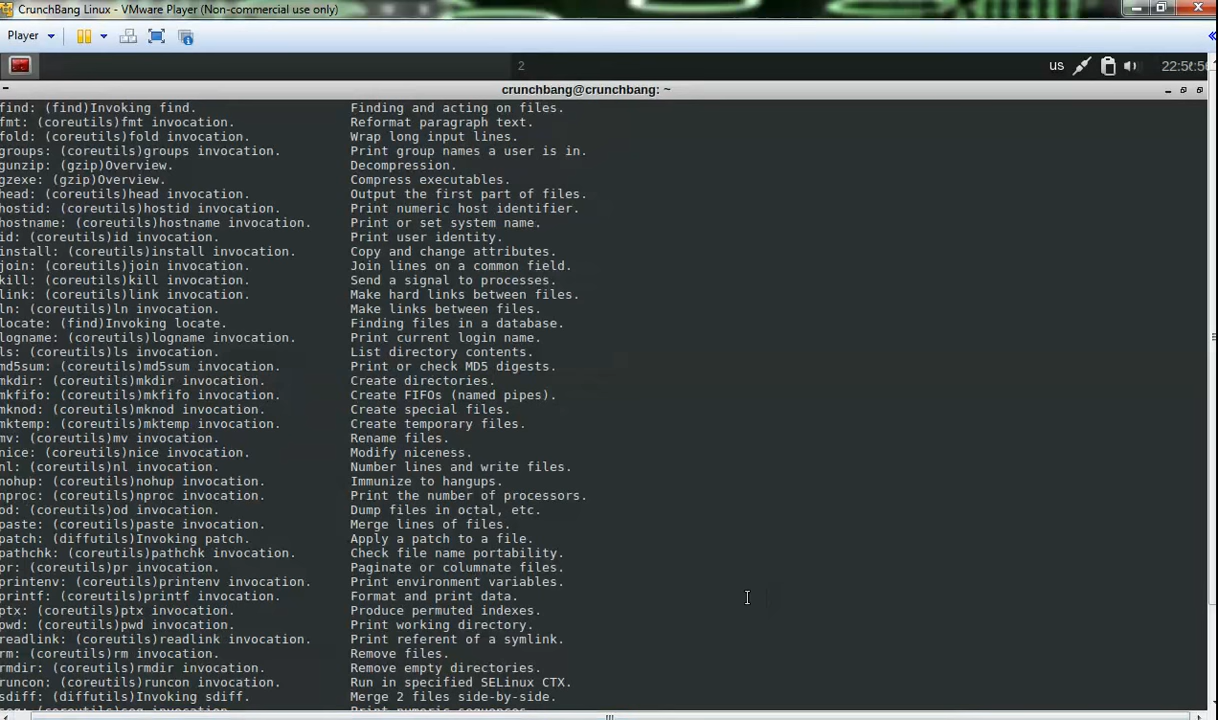 CrunchBang Linux - VMware Player (Non-commercial use only)
Player
2
us
crunchbang@crunchbang: ~
find: (find)Invoking find. Finding and acting on files.
fmt: (coreutils)fmt invocation. Reformat paragraph text.
fold: (coreutils)fold invocation. Wrap long input lines.
groups: (coreutils)groups invocation. Print group names a user is in.
gunzip: (gzip)Overview. Decompression.
gzexe: (gzip)Overview. Compress executables.
head: (coreutils)head invocation. Output the first part of files.
hostid: (coreutils)hostid invocation. Print numeric host identifier.
hostname: (coreutils)hostname invocation. Print or set system name.
id: (coreutils)id invocation. Print user identity.
install: (coreutils)install invocation. Copy and change attributes.
join: (coreutils)join invocation. Join lines on a common field.
kill: (coreutils)kill invocation. Send a signal to processes.
link: (coreutils)link invocation. Make hard links between files.
ln: (coreutils)ln invocation. Make links between files.
locate: (find)Invoking locate. Finding files in a database.
logname: (coreutils)logname invocation. Print current login name.
ls: (coreutils)ls invocation. List directory contents.
md5sum: (coreutils)md5sum invocation. Print or check MD5 digests.
mkdir: (coreutils)mkdir invocation. Create directories.
mkfifo: (coreutils)mkfifo invocation. Create FIFOs (named pipes).
mknod: (coreutils)mknod invocation. Create special files.
mktemp: (coreutils)mktemp invocation. Create temporary files.
mv: (coreutils)mv invocation. Rename files.
nice: (coreutils)nice invocation. Modify niceness.
nl: (coreutils)nl invocation. Number lines and write files.
nohup: (coreutils)nohup invocation. Immunize to hangups.
nproc: (coreutils)nproc invocation. Print the number of processors.
od: (coreutils)od invocation. Dump files in octal, etc.
paste: (coreutils)paste invocation. Merge lines of files.
patch: (diffutils)Invoking patch. Apply a patch to a file.
pathchk: (coreutils)pathchk invocation. Check file name portability.
pr: (coreutils)pr invocation. Paginate or columnate files.
printenv: (coreutils)printenv invocation. Print environment variables.
printf: (coreutils)printf invocation. Format and print data.
ptx: (coreutils)ptx invocation. Produce permuted indexes.
pwd: (coreutils)pwd invocation. Print working directory.
readlink: (coreutils)readlink invocation. Print referent of a symlink.
rm: (coreutils)rm invocation. Remove files.
rmdir: (coreutils)rmdir invocation. Remove empty directories.
runcon: (coreutils)runcon invocation. Run in specified SELinux CTX.
sdiff: (diffutils)Invoking sdiff. Merge 2 files side-by-side.
seq: (coreutils)seq invocation. Print numeric sequences